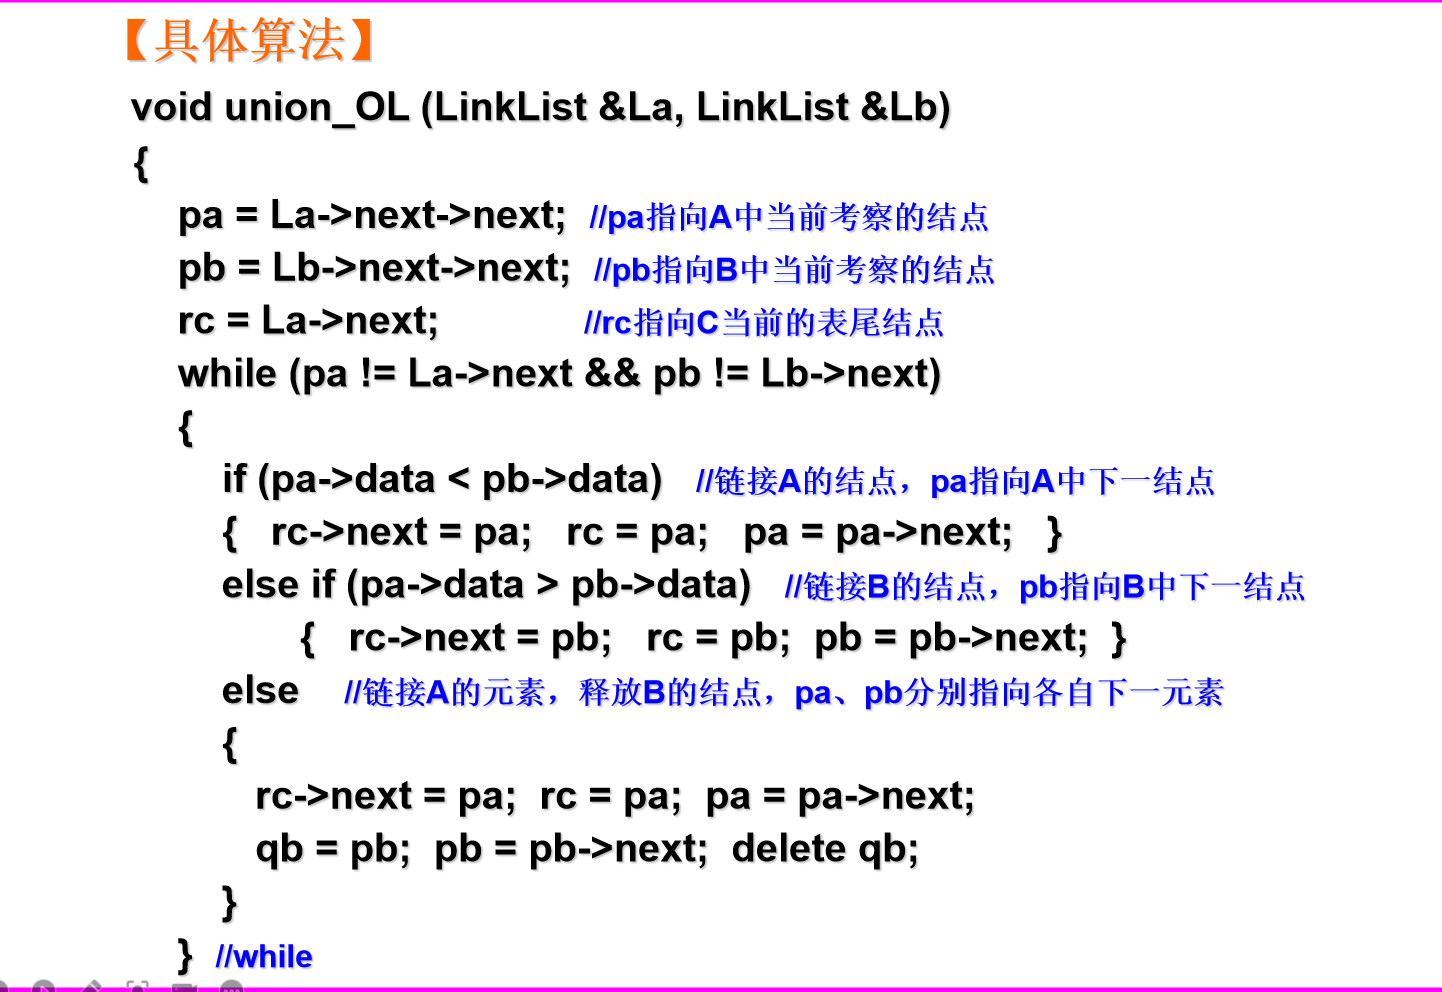 【具体算法】
void union_OL (LinkList &La, LinkList &Lb)
{
pa = La->next->next; //pa指向A中当前考察的结点
pb = Lb->next->next; //pb指向B中当前考察的结点
rc = La->next; //rc指向C当前的表尾结点
while (pa != La->next && pb != Lb->next)
{
if (pa->data < pb->data) //链接A的结点，pa指向A中下一结点
{ rc->next = pa; rc = pa; pa = pa->next; }
else if (pa->data > pb->data) //链接B的结点，pb指向B中下一结点
{ rc->next = pb; rc = pb; pb = pb->next; }
else //链接A的元素，释放B的结点，pa、pb分别指向各自下一元素
{
rc->next = pa; rc = pa; pa = pa->next;
qb = pb; pb = pb->next; delete qb;
}
} //while